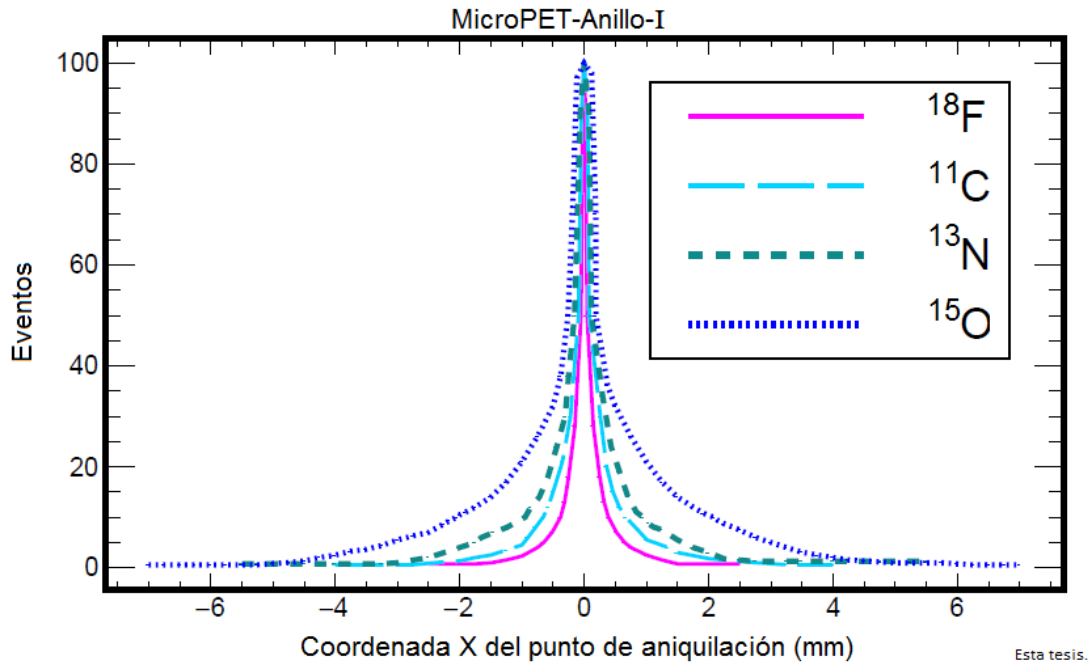 MicroPET-Anillo-I
Eventos
100
80
60
40
20
0
−6
−4
−2
0
2
4
6
Coordenada X del punto de aniquilación (mm)
¹⁸F
¹¹C
¹³N
¹⁵O
Esta tesis.